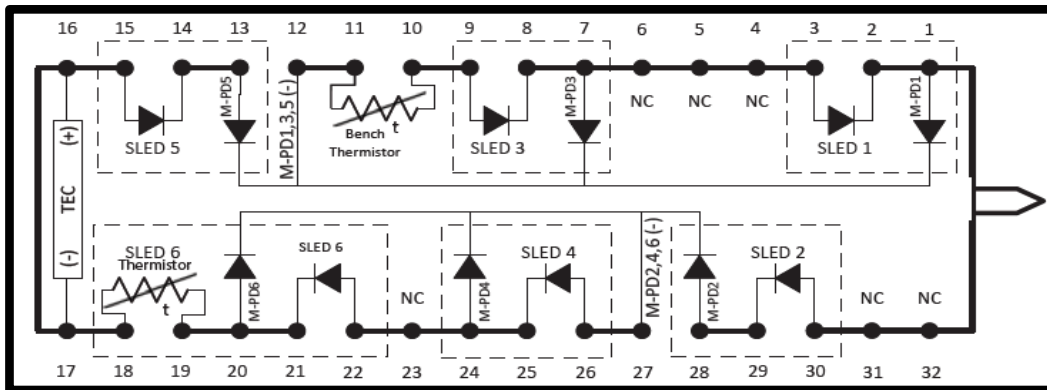 16 15 14 13 12 11 10 9 8 7 6 5 4 3 2 1
M-PD5
M-PD1,3,5 (-)
M-PD3
M-PD1
NC NC NC
t
Bench
Thermistor
SLED 5
SLED 3
SLED 1
(+)
TEC
(-)
SLED 6
Thermistor
t
M-PD6
SLED 6
NC
M-PD4
SLED 4
M-PD2,4,6 (-)
M-PD2
SLED 2
NC NC
17 18 19 20 21 22 23 24 25 26 27 28 29 30 31 32